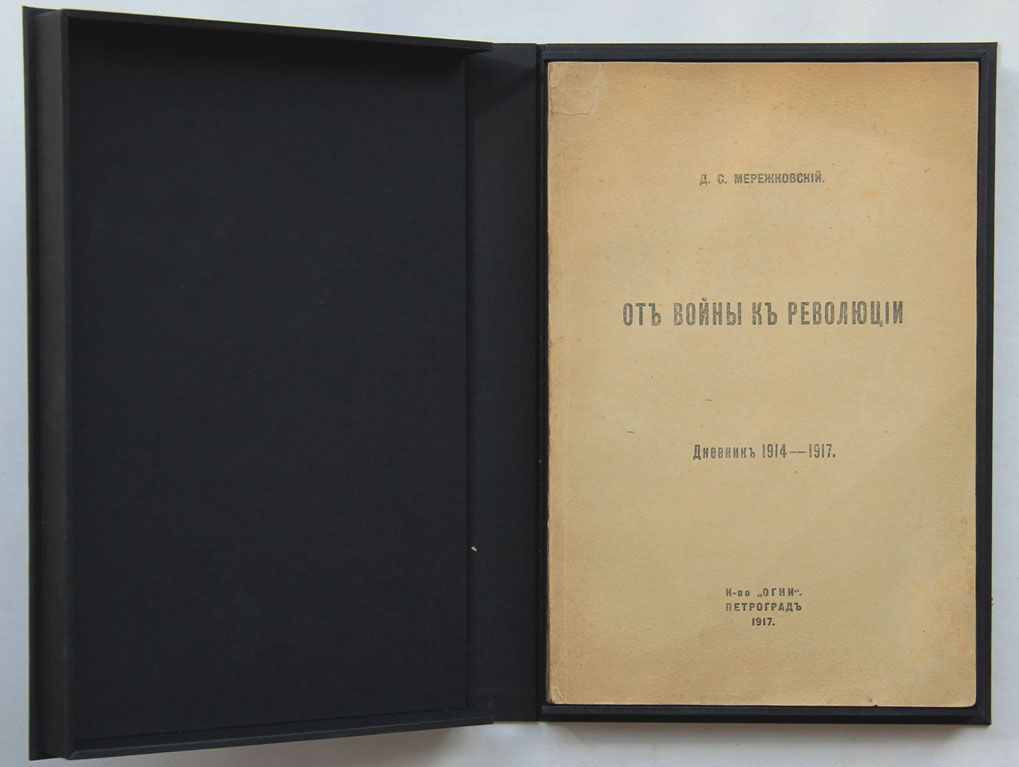 Д. С. МЕРЕЖКОВСКІЙ.
ОТЪ ВОЙНЫ КЪ РЕВОЛЮЦІИ
Дневникъ 1914—1917.
К-во „ОГНИ“.
ПЕТРОГРАДЪ
1917.